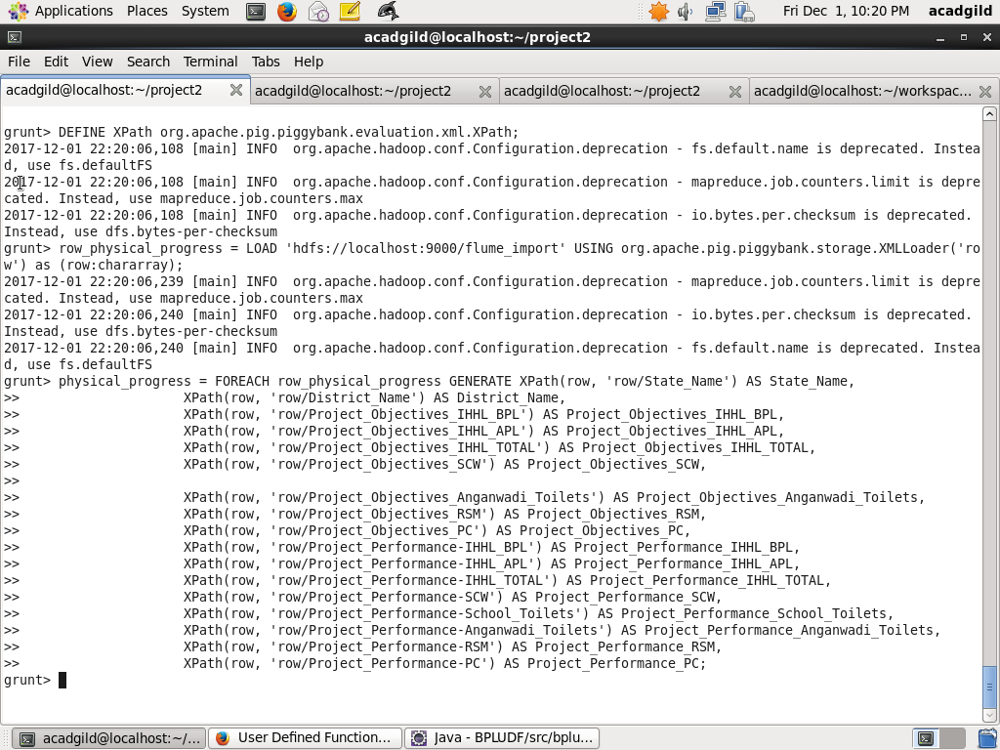 Applications Places System Fri Dec 1, 10:20 PM acadgild
acadgild@localhost:~/project2
File Edit View Search Terminal Tabs Help
acadgild@localhost:~/project2 acadgild@localhost:~/project2 acadgild@localhost:~/project2 acadgild@localhost:~/workspac...
grunt> DEFINE XPath org.apache.pig.piggybank.evaluation.xml.XPath;
2017-12-01 22:20:06,108 [main] INFO  org.apache.hadoop.conf.Configuration.deprecation - fs.default.name is deprecated. Instea
d, use fs.defaultFS
2017-12-01 22:20:06,108 [main] INFO  org.apache.hadoop.conf.Configuration.deprecation - mapreduce.job.counters.limit is depre
cated. Instead, use mapreduce.job.counters.max
2017-12-01 22:20:06,108 [main] INFO  org.apache.hadoop.conf.Configuration.deprecation - io.bytes.per.checksum is deprecated.
Instead, use dfs.bytes-per-checksum
grunt> row_physical_progress = LOAD 'hdfs://localhost:9000/flume_import' USING org.apache.pig.piggybank.storage.XMLLoader('ro
w') as (row:chararray);
2017-12-01 22:20:06,239 [main] INFO  org.apache.hadoop.conf.Configuration.deprecation - mapreduce.job.counters.limit is depre
cated. Instead, use mapreduce.job.counters.max
2017-12-01 22:20:06,240 [main] INFO  org.apache.hadoop.conf.Configuration.deprecation - io.bytes.per.checksum is deprecated.
Instead, use dfs.bytes-per-checksum
2017-12-01 22:20:06,240 [main] INFO  org.apache.hadoop.conf.Configuration.deprecation - fs.default.name is deprecated. Instea
d, use fs.defaultFS
grunt> physical_progress = FOREACH row_physical_progress GENERATE XPath(row, 'row/State_Name') AS State_Name,
>>                     XPath(row, 'row/District_Name') AS District_Name,
>>                     XPath(row, 'row/Project_Objectives_IHHL_BPL') AS Project_Objectives_IHHL_BPL,
>>                     XPath(row, 'row/Project_Objectives_IHHL_APL') AS Project_Objectives_IHHL_APL,
>>                     XPath(row, 'row/Project_Objectives_IHHL_TOTAL') AS Project_Objectives_IHHL_TOTAL,
>>                     XPath(row, 'row/Project_Objectives_SCW') AS Project_Objectives_SCW,
>>
>>                     XPath(row, 'row/Project_Objectives_Anganwadi_Toilets') AS Project_Objectives_Anganwadi_Toilets,
>>                     XPath(row, 'row/Project_Objectives_RSM') AS Project_Objectives_RSM,
>>                     XPath(row, 'row/Project_Objectives_PC') AS Project_Objectives_PC,
>>                     XPath(row, 'row/Project_Performance-IHHL_BPL') AS Project_Performance_IHHL_BPL,
>>                     XPath(row, 'row/Project_Performance-IHHL_APL') AS Project_Performance_IHHL_APL,
>>                     XPath(row, 'row/Project_Performance-IHHL_TOTAL') AS Project_Performance_IHHL_TOTAL,
>>                     XPath(row, 'row/Project_Performance-SCW') AS Project_Performance_SCW,
>>                     XPath(row, 'row/Project_Performance-School_Toilets') AS Project_Performance_School_Toilets,
>>                     XPath(row, 'row/Project_Performance-Anganwadi_Toilets') AS Project_Performance_Anganwadi_Toilets,
>>                     XPath(row, 'row/Project_Performance-RSM') AS Project_Performance_RSM,
>>                     XPath(row, 'row/Project_Performance-PC') AS Project_Performance_PC;
grunt>
acadgild@localhost:~/... User Defined Function... Java - BPLUDF/src/bplu...